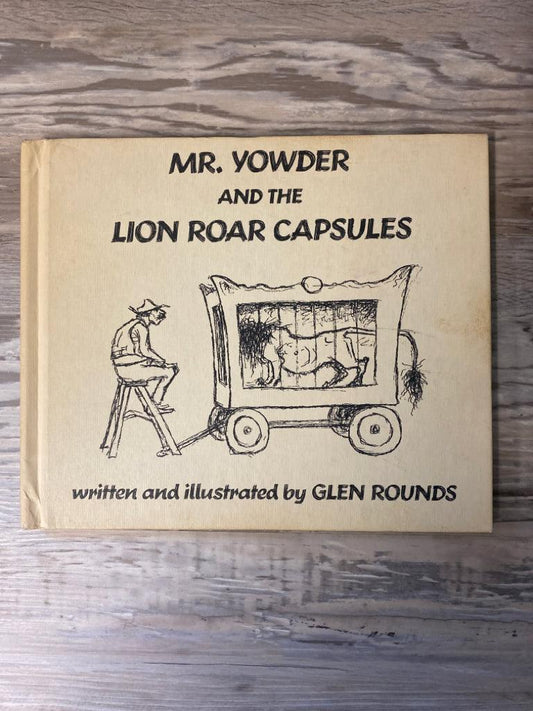 MR. YOWDER
AND THE
LION ROAR CAPSULES
written and illustrated by GLEN ROUNDS